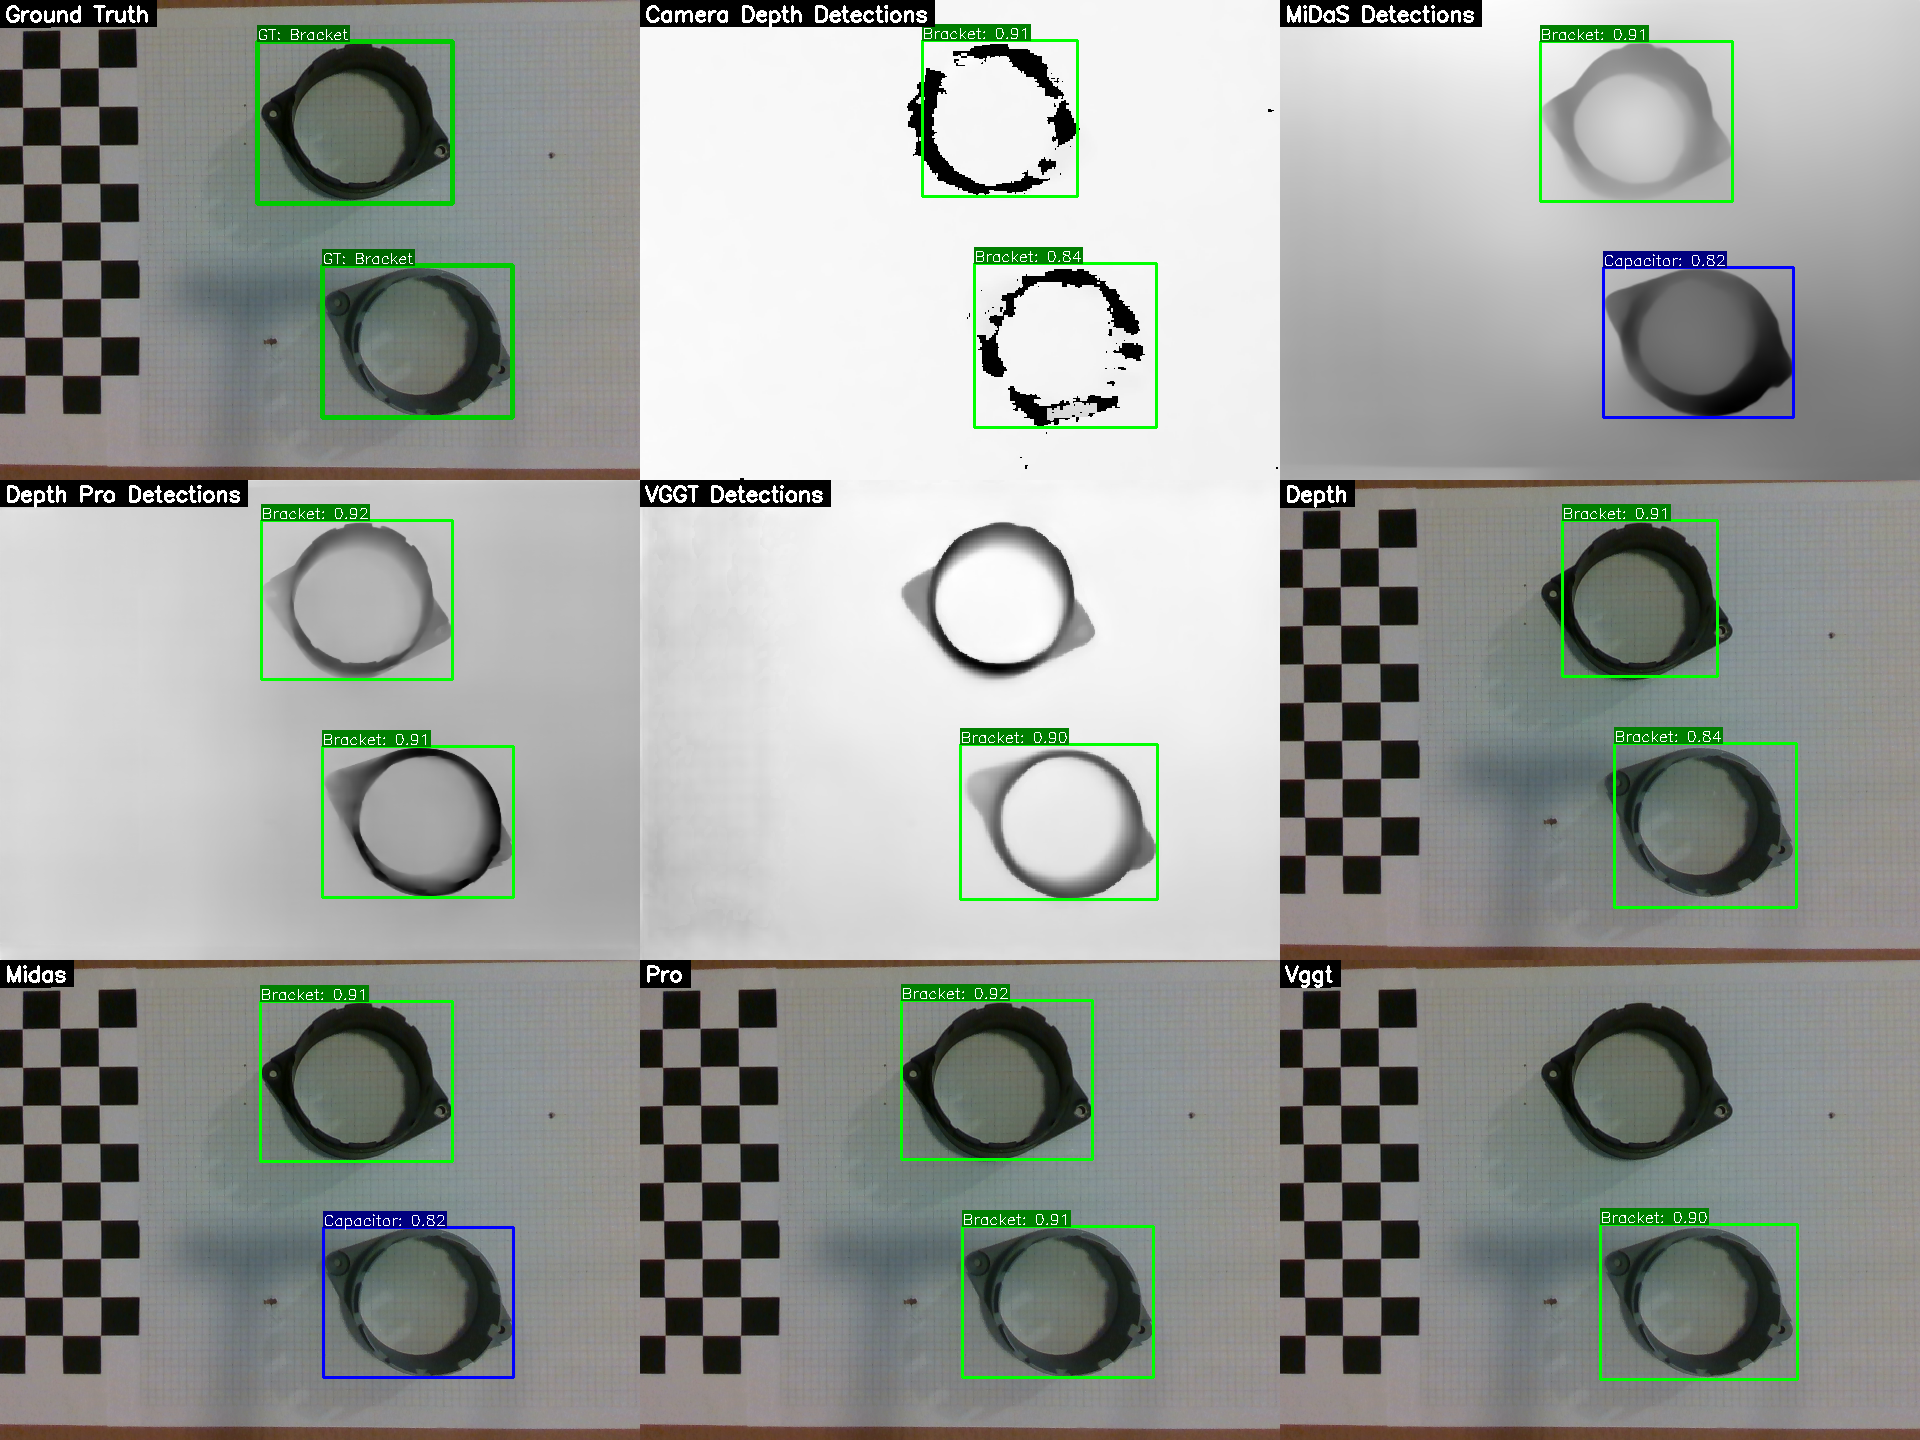 Ground Truth
GT: Bracket
GT: Bracket
Camera Depth Detections
Bracket: 0.91
Bracket: 0.84
MiDaS Detections
Bracket: 0.91
Capacitor: 0.82
Depth Pro Detections
Bracket: 0.92
Bracket: 0.91
VGGT Detections
Bracket: 0.90
Depth
Bracket: 0.91
Bracket: 0.84
Midas
Bracket: 0.91
Capacitor: 0.82
Pro
Bracket: 0.92
Bracket: 0.91
Vggt
Bracket: 0.90